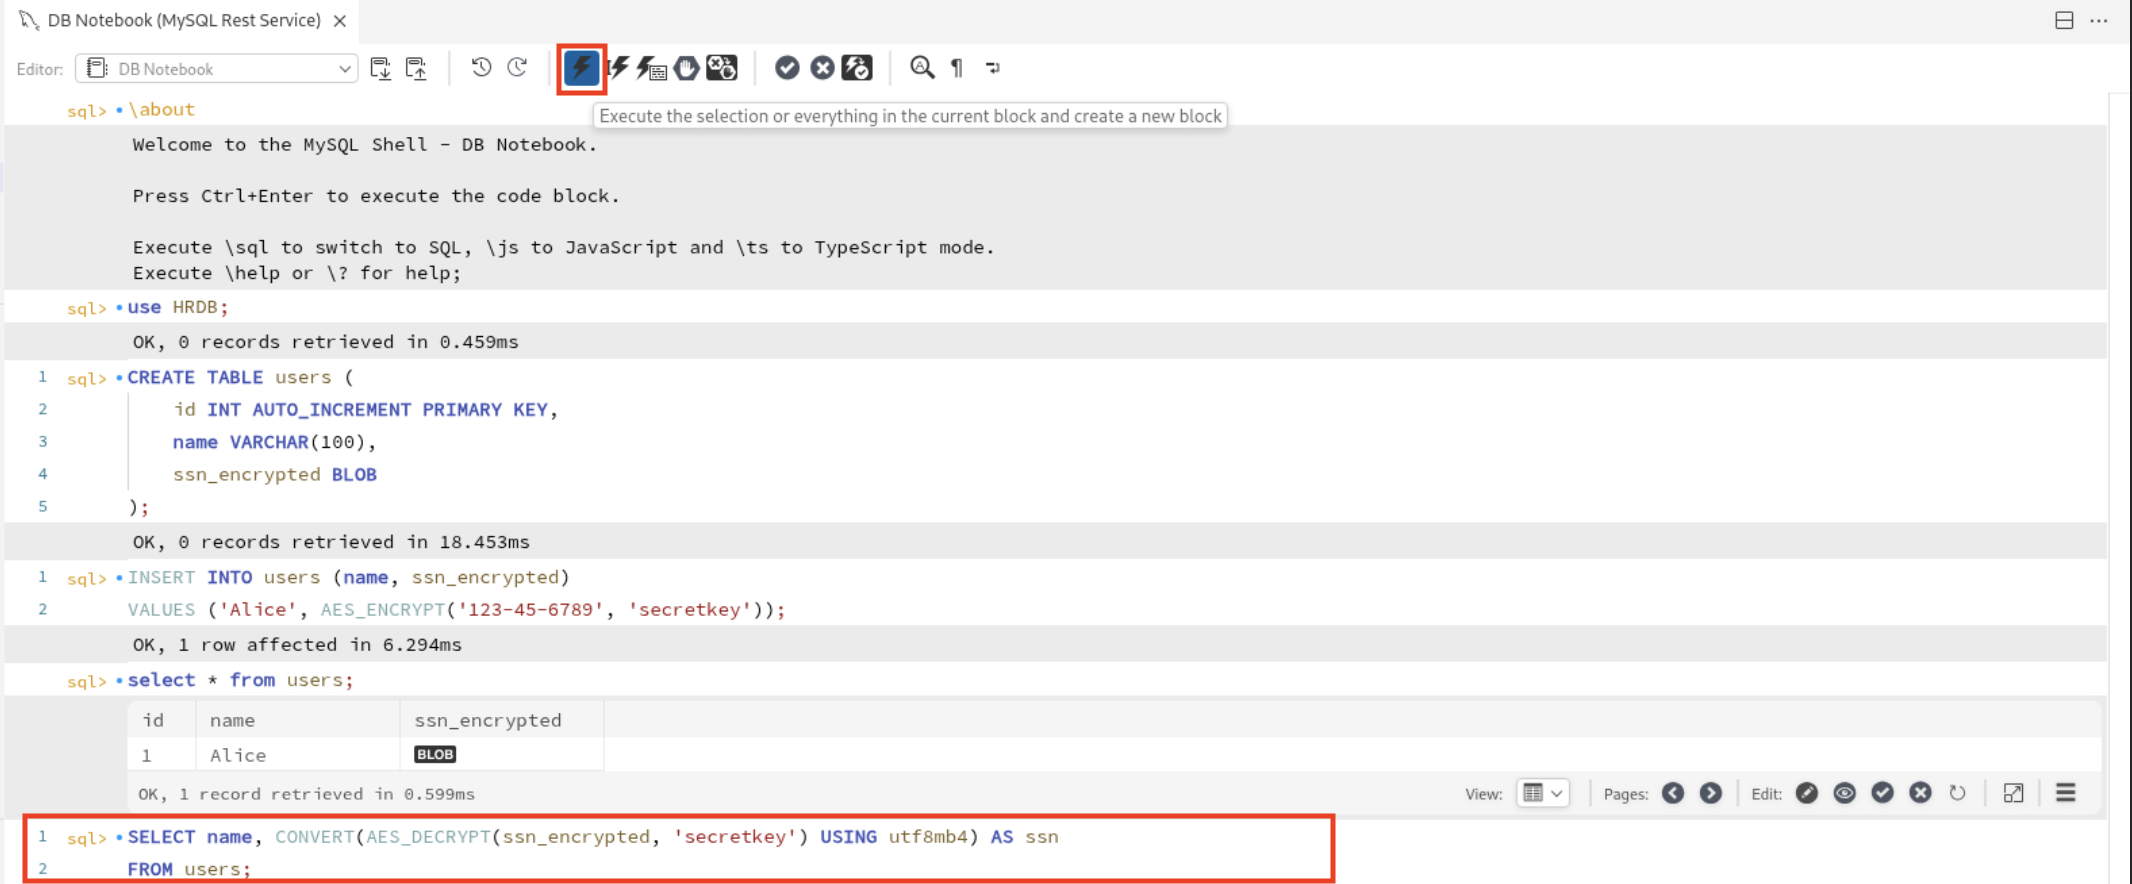 DB Notebook (MySQL Rest Service)
Editor: DB Notebook
sql> \about
Execute the selection or everything in the current block and create a new block
Welcome to the MySQL Shell - DB Notebook.
Press Ctrl+Enter to execute the code block.
Execute \sql to switch to SQL, \js to JavaScript and \ts to TypeScript mode.
Execute \help or \? for help;
sql> use HRDB;
OK, 0 records retrieved in 0.459ms
1 sql> CREATE TABLE users (
2 id INT AUTO_INCREMENT PRIMARY KEY,
3 name VARCHAR(100),
4 ssn_encrypted BLOB
5 );
OK, 0 records retrieved in 18.453ms
1 sql> INSERT INTO users (name, ssn_encrypted)
2 VALUES ('Alice', AES_ENCRYPT('123-45-6789', 'secretkey'));
OK, 1 row affected in 6.294ms
sql> select * from users;
id name ssn_encrypted
1 Alice BLOB
OK, 1 record retrieved in 0.599ms View: Pages: Edit:
1 sql> SELECT name, CONVERT(AES_DECRYPT(ssn_encrypted, 'secretkey') USING utf8mb4) AS ssn
2 FROM users;